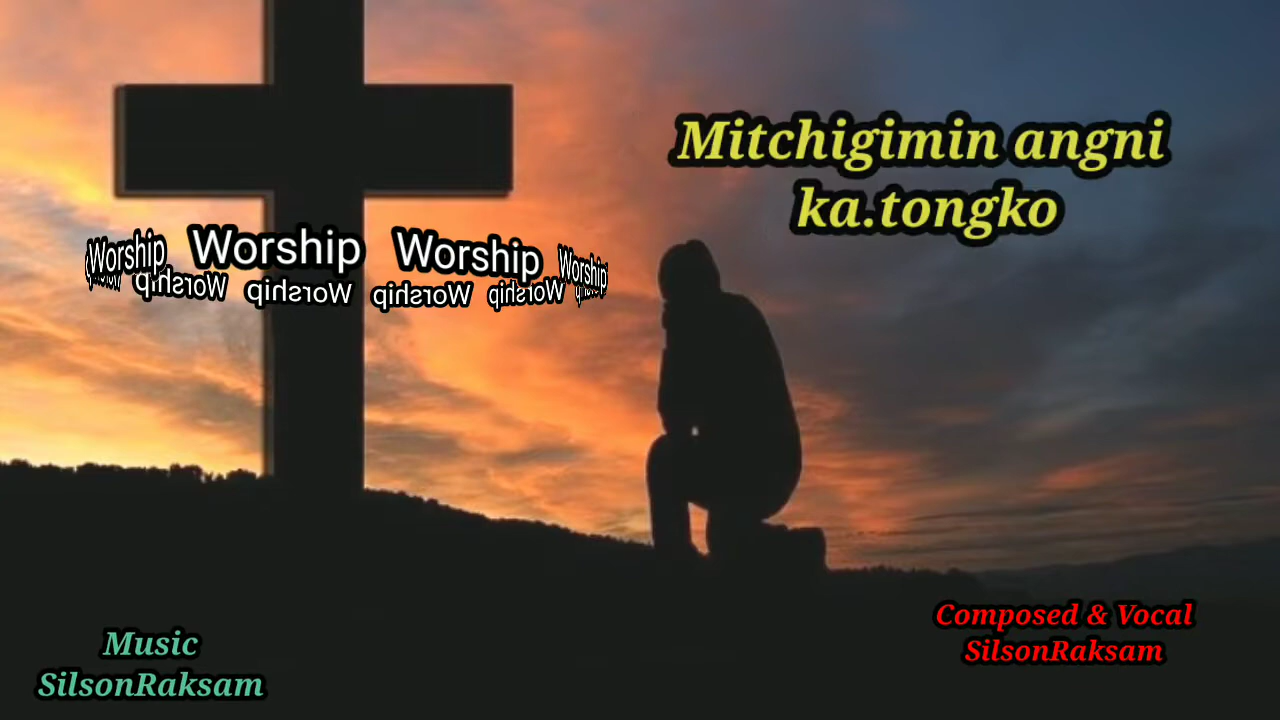 Mitchigimin angni
ka.tongko
Worship Worship Worship Worship
Worship Worship Worship Worship
Composed & Vocal
SilsonRaksam
Music
SilsonRaksam